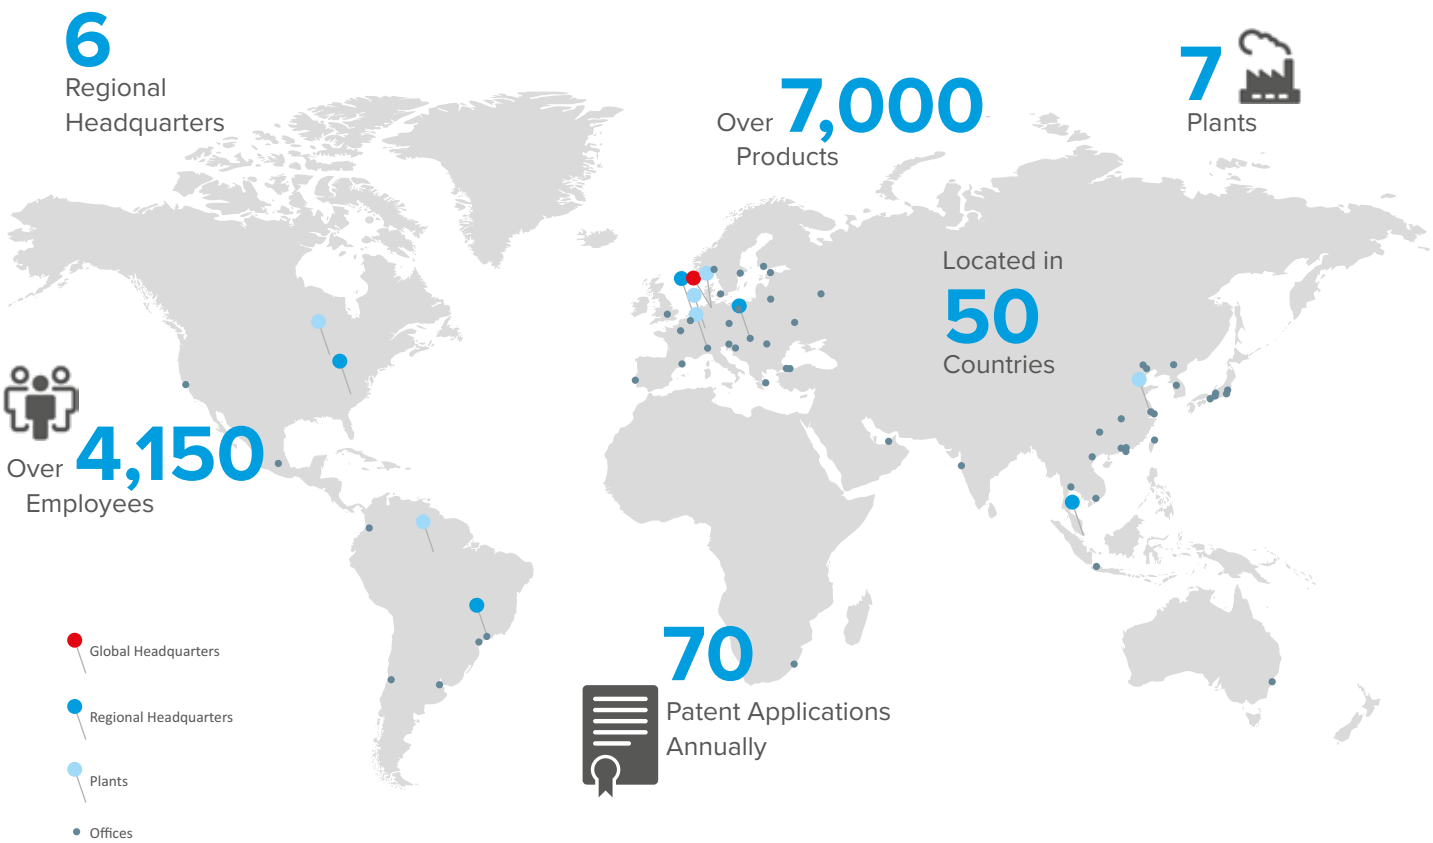 6
Regional
Headquarters
Over 7,000
Products
7
Plants
Located in
50
Countries
Over 4,150
Employees
70
Patent Applications
Annually
Global Headquarters
Regional Headquarters
Plants
Offices